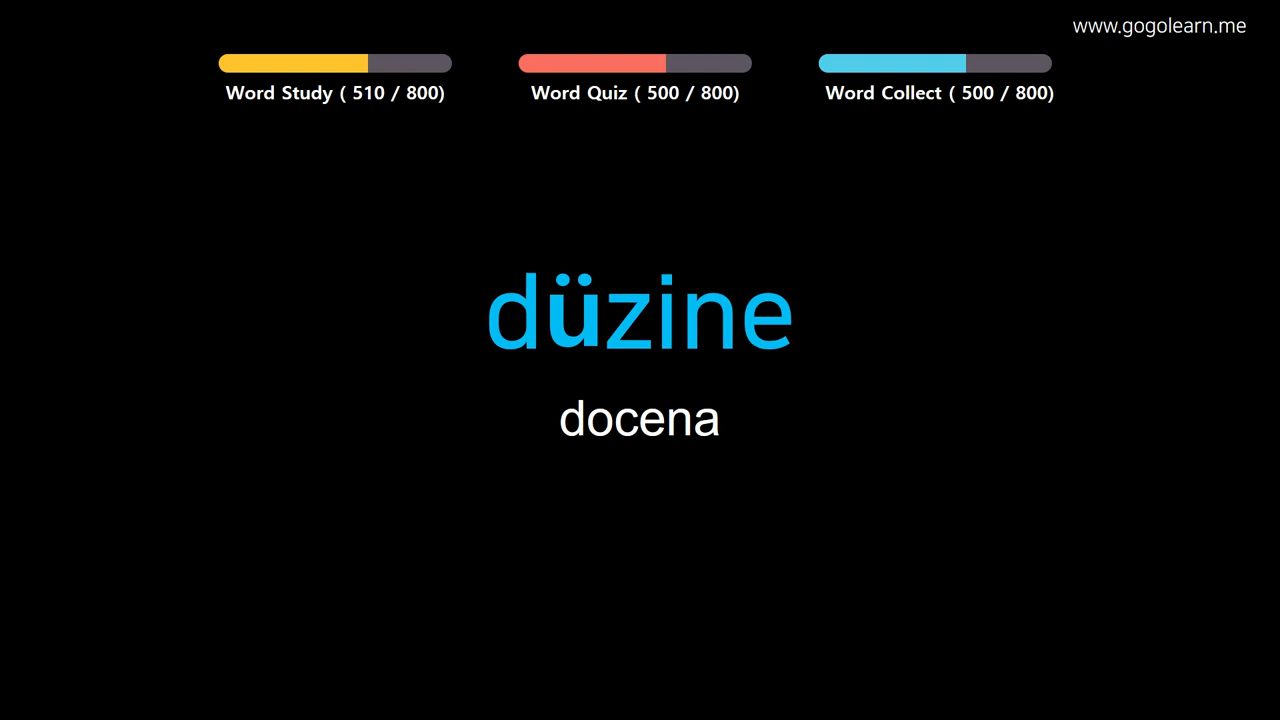 www.gogolearn.me
Word Study ( 510 / 800)
Word Quiz ( 500 / 800)
Word Collect ( 500 / 800)
düzine
docena